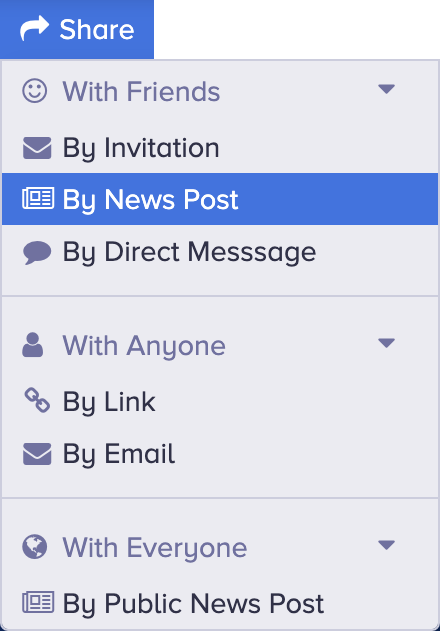 Share
With Friends
By Invitation
By News Post
By Direct Messsage
With Anyone
By Link
By Email
With Everyone
By Public News Post